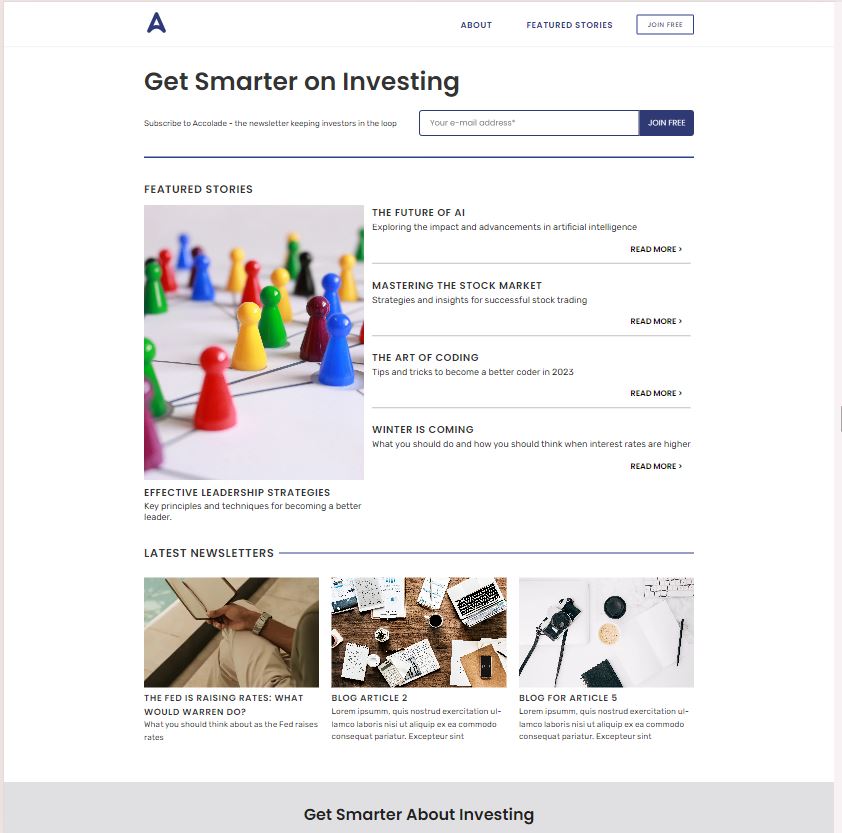 ABOUT
FEATURED STORIES
JOIN FREE
Get Smarter on Investing
Subscribe to Accolade - the newsletter keeping investors in the loop
Your e-mail address*
JOIN FREE
FEATURED STORIES
THE FUTURE OF AI
Exploring the impact and advancements in artificial intelligence
READ MORE >
MASTERING THE STOCK MARKET
Strategies and insights for successful stock trading
READ MORE >
THE ART OF CODING
Tips and tricks to become a better coder in 2023
READ MORE >
WINTER IS COMING
What you should do and how you should think when interest rates are higher
READ MORE >
EFFECTIVE LEADERSHIP STRATEGIES
Key principles and techniques for becoming a better
leader.
LATEST NEWSLETTERS
THE FED IS RAISING RATES: WHAT
WOULD WARREN DO?
What you should think about as the Fed raises
rates
BLOG ARTICLE 2
Lorem ipsumm, quis nostrud exercitation ul-
lamco laboris nisi ut aliquip ex ea commodo
consequat pariatur. Excepteur sint
BLOG FOR ARTICLE 5
Lorem ipsumm, quis nostrud exercitation ul-
lamco laboris nisi ut aliquip ex ea commodo
consequat pariatur. Excepteur sint
Get Smarter About Investing